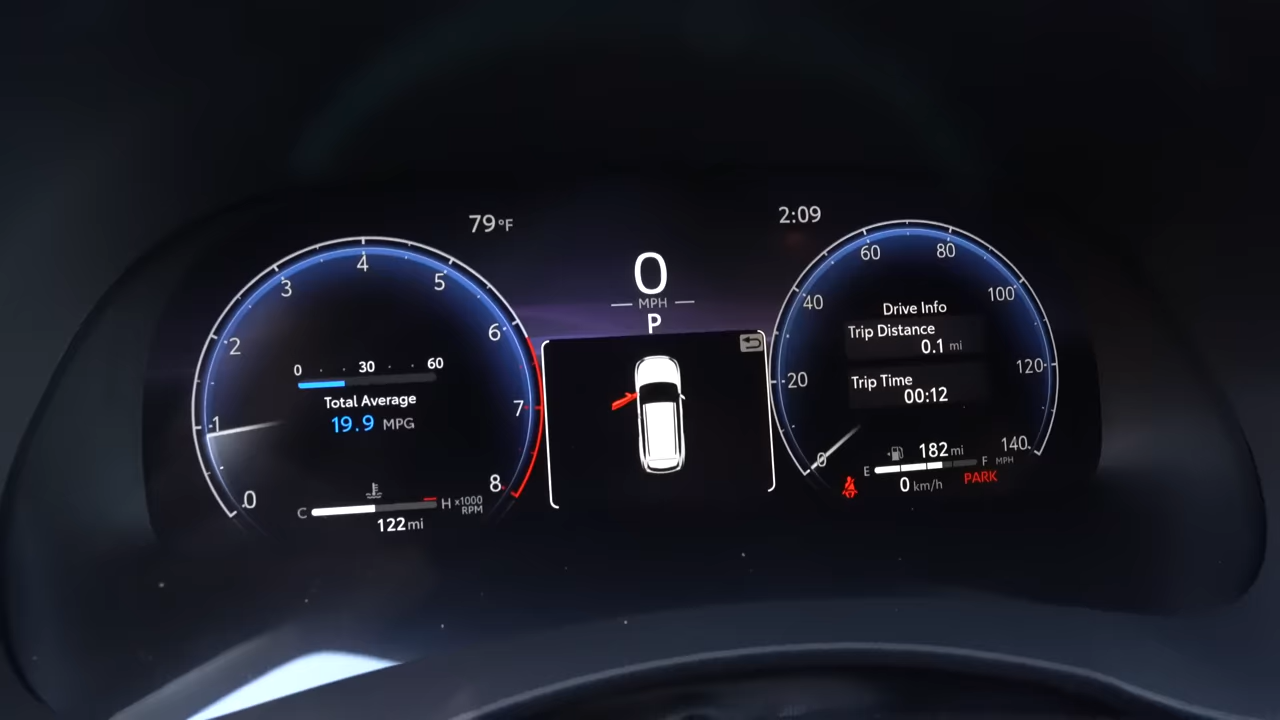 79°F
2:09
0
MPH
P
0 1 2 3 4 5 6 7 8
x1000
RPM
0 30 60
Total Average
19.9 MPG
C H
122 mi
0 20 40 60 80 100 120 140
MPH
Drive Info
Trip Distance
0.1 mi
Trip Time
00:12
182 mi
E F
0 km/h
PARK